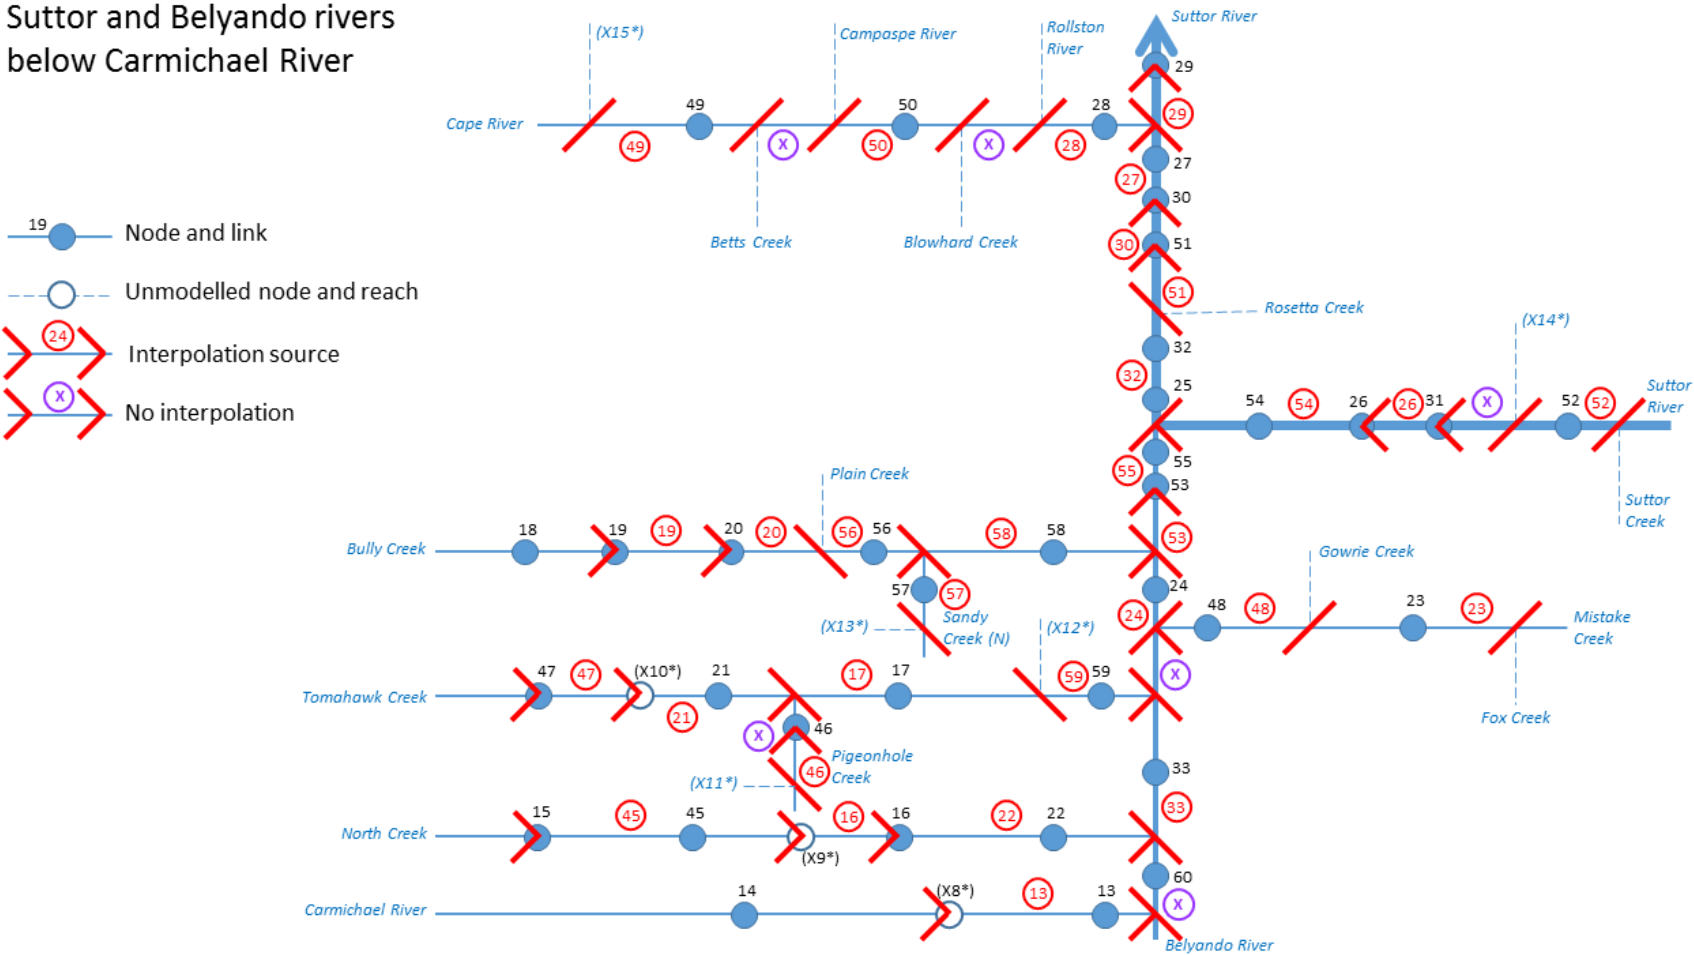 Suttor and Belyando rivers
below Carmichael River
Suttor River
29
(X15*)
Campaspe River
Rollston
River
Cape River
49
50
28
29
49
X
50
X
28
27
27
30
Betts Creek
Blowhard Creek
30
51
51
Rosetta Creek
32
32
25
(X14*)
54
54
26
26
31
X
52
52
Suttor
River
Suttor
Creek
55
55
53
19
Node and link
Unmodelled node and reach
24
Interpolation source
X
No interpolation
Plain Creek
Bully Creek
18
19
19
20
20
56
56
58
58
53
57
57
(X13*)
Sandy
Creek (N)
24
24
48
48
Gowrie Creek
23
23
Mistake
Creek
Fox Creek
(X12*)
Tomahawk Creek
47
47
(X10*)
21
21
17
17
59
59
X
X
46
46
Pigeonhole
Creek
(X11*)
33
33
North Creek
15
45
45
(X9*)
16
16
22
22
60
Carmichael River
14
(X8*)
13
13
X
Belyando River